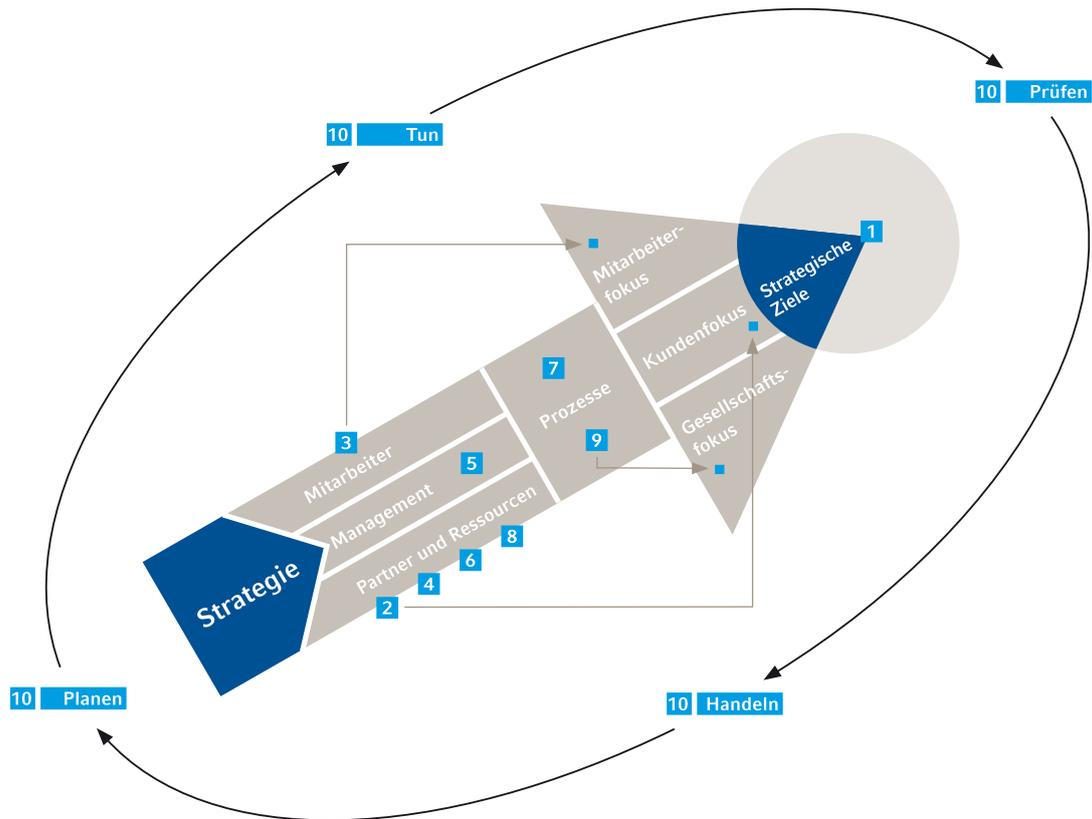 10 Prüfen
10 Tun
1
Mitarbeiter-
fokus
Strategische
Ziele
Kundenfokus
Gesellschafts-
fokus
7
Prozesse
9
3
Mitarbeiter
5
Management
Partner und Ressourcen
8
6
4
2
Strategie
10 Planen
10 Handeln